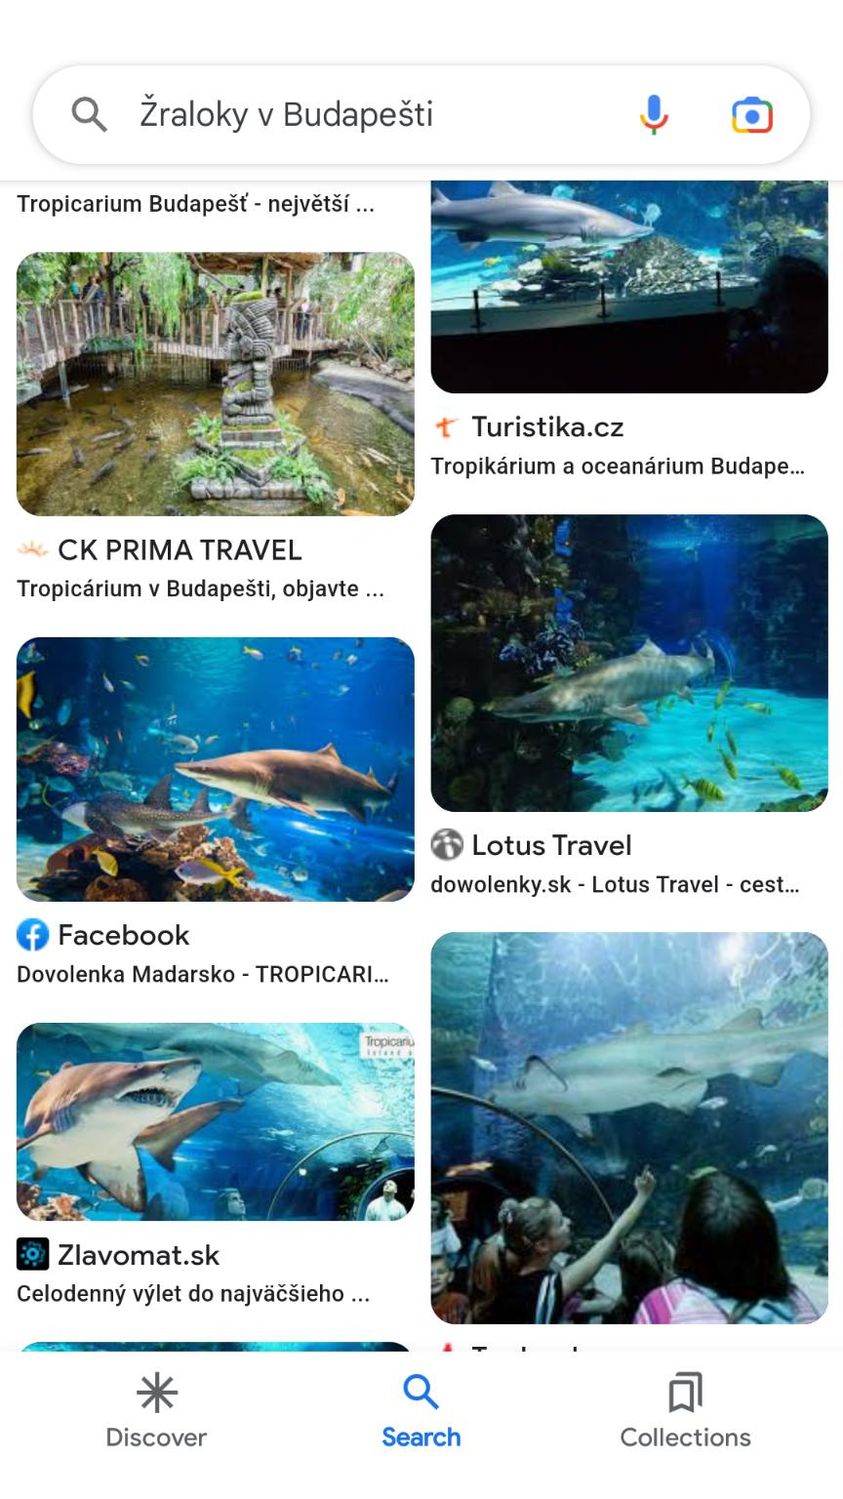 Žraloky v Budapešti
Tropicarium Budapešť - největší ...
CK PRIMA TRAVEL
Tropicárium v Budapešti, objavte ...
Facebook
Dovolenka Madarsko - TROPICARI...
Tropicariu
Zlavomat.sk
Celodenný výlet do najväčšieho ...
Turistika.cz
Tropikárium a oceanárium Budape...
Lotus Travel
dowolenky.sk - Lotus Travel - cest...
Discover
Search
Collections